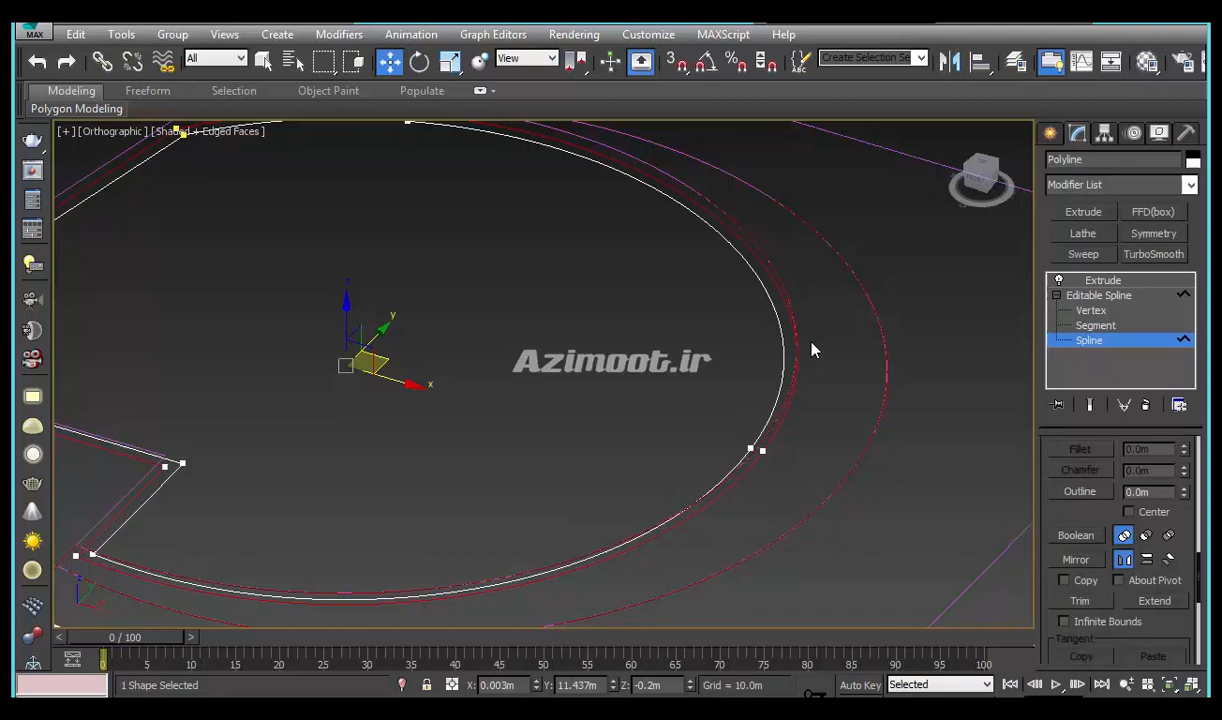 MAX Edit Tools Group Views Create Modifiers Animation Graph Editors Rendering Customize MAXScript Help
All View 3 Create Selection Se
Modeling Freeform Selection Object Paint Populate
Polygon Modeling
[+] [Orthographic] [Shaded + Edged Faces]
Polyline
Modifier List
Extrude FFD(box)
Lathe Symmetry
Sweep TurboSmooth
Extrude
Editable Spline
Vertex
Segment
Spline
z
y
x
Azimoot.ir
Fillet 0.0m
Chamfer 0.0m
Outline 0.0m
Center
Boolean
Mirror
Copy About Pivot
Trim Extend
Infinite Bounds
Tangent
Copy Paste
0 / 100
0 5 10 15 20 25 30 35 40 45 50 55 60 65 70 75 80 85 90 95 100
1 Shape Selected X: 0.003m Y: 11.437m Z: -0.2m Grid = 10.0m Auto Key Selected